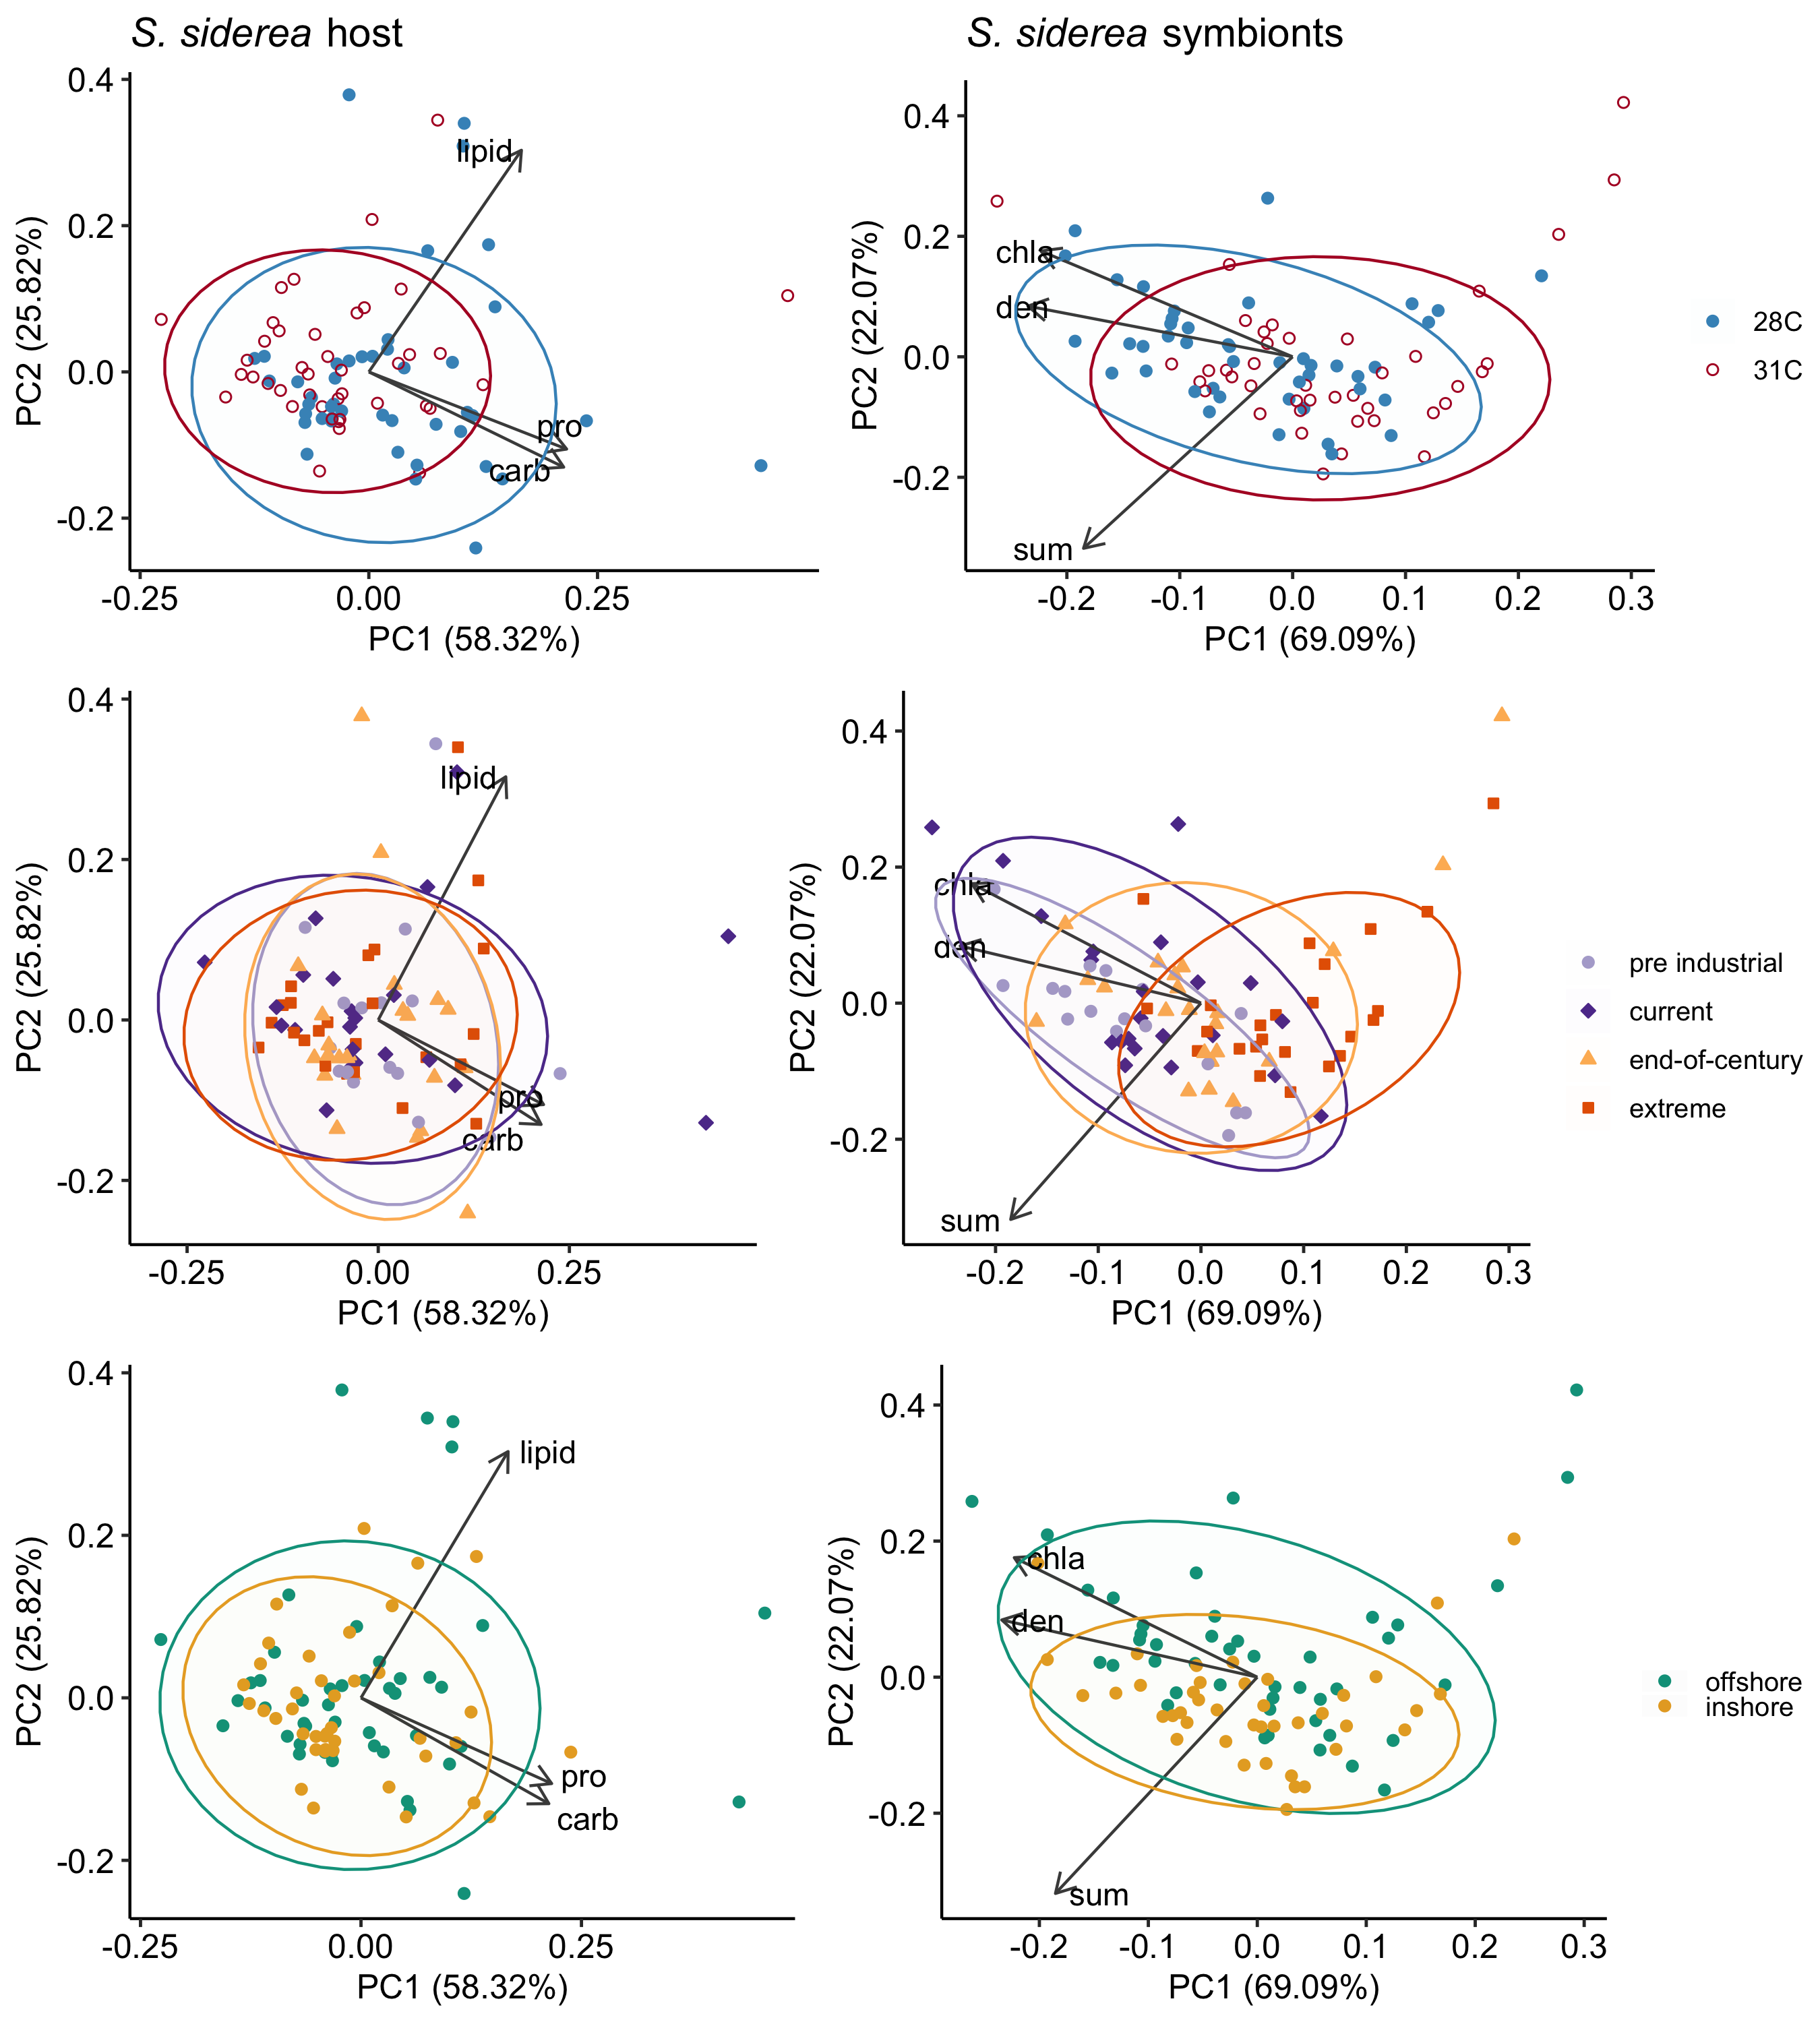 S. siderea host
S. siderea symbionts
0.4
0.2
0.0
-0.2
PC2 (25.82%)
lipid
pro
carb
-0.25
0.00
0.25
PC1 (58.32%)
0.4
0.2
0.0
-0.2
PC2 (22.07%)
chla
den
sum
-0.2
-0.1
0.0
0.1
0.2
0.3
PC1 (69.09%)
28C
31C
0.4
0.2
0.0
-0.2
PC2 (25.82%)
lipid
pro
carb
-0.25
0.00
0.25
PC1 (58.32%)
0.4
0.2
0.0
-0.2
PC2 (22.07%)
chla
den
sum
-0.2
-0.1
0.0
0.1
0.2
0.3
PC1 (69.09%)
pre industrial
current
end-of-century
extreme
0.4
0.2
0.0
-0.2
PC2 (25.82%)
lipid
pro
carb
-0.25
0.00
0.25
PC1 (58.32%)
0.4
0.2
0.0
-0.2
PC2 (22.07%)
chla
den
sum
-0.2
-0.1
0.0
0.1
0.2
0.3
PC1 (69.09%)
offshore
inshore